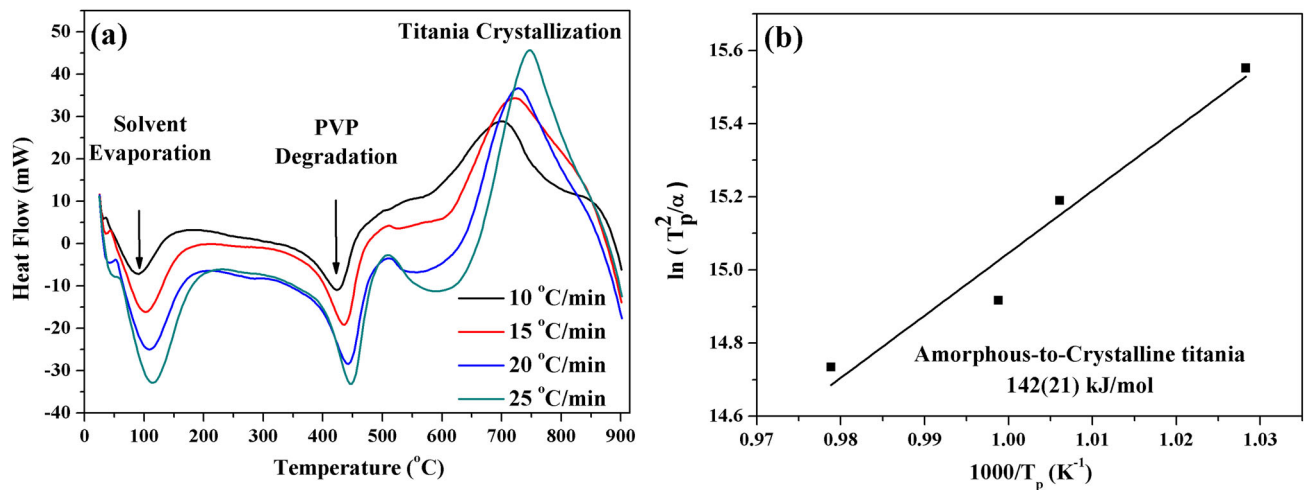 (a)
Titania Crystallization
Solvent
Evaporation
PVP
Degradation
Heat Flow (mW)
50
40
30
20
10
0
-10
-20
-30
-40
10 °C/min
15 °C/min
20 °C/min
25 °C/min
0 100 200 300 400 500 600 700 800 900
Temperature (°C)
(b)
ln ( Tp²/α)
15.6
15.4
15.2
15.0
14.8
14.6
Amorphous-to-Crystalline titania
142(21) kJ/mol
0.97 0.98 0.99 1.00 1.01 1.02 1.03
1000/Tp (K⁻¹)